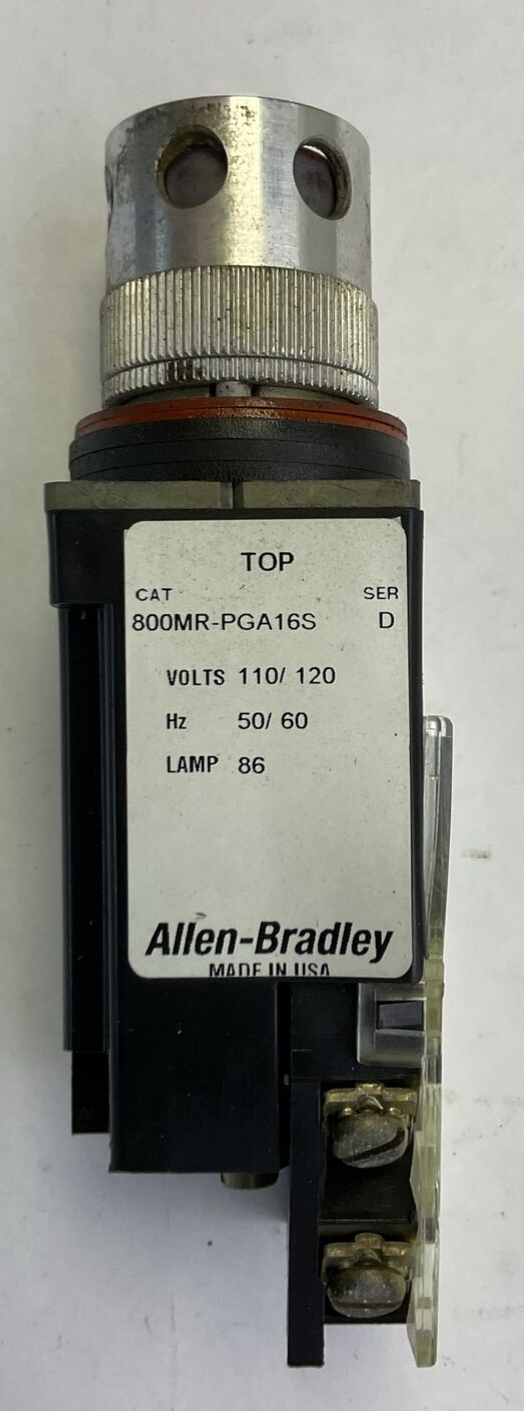 TOP
CAT SER
800MR-PGA16S D
VOLTS 110/ 120
Hz 50/ 60
LAMP 86
Allen-Bradley
MADE IN USA